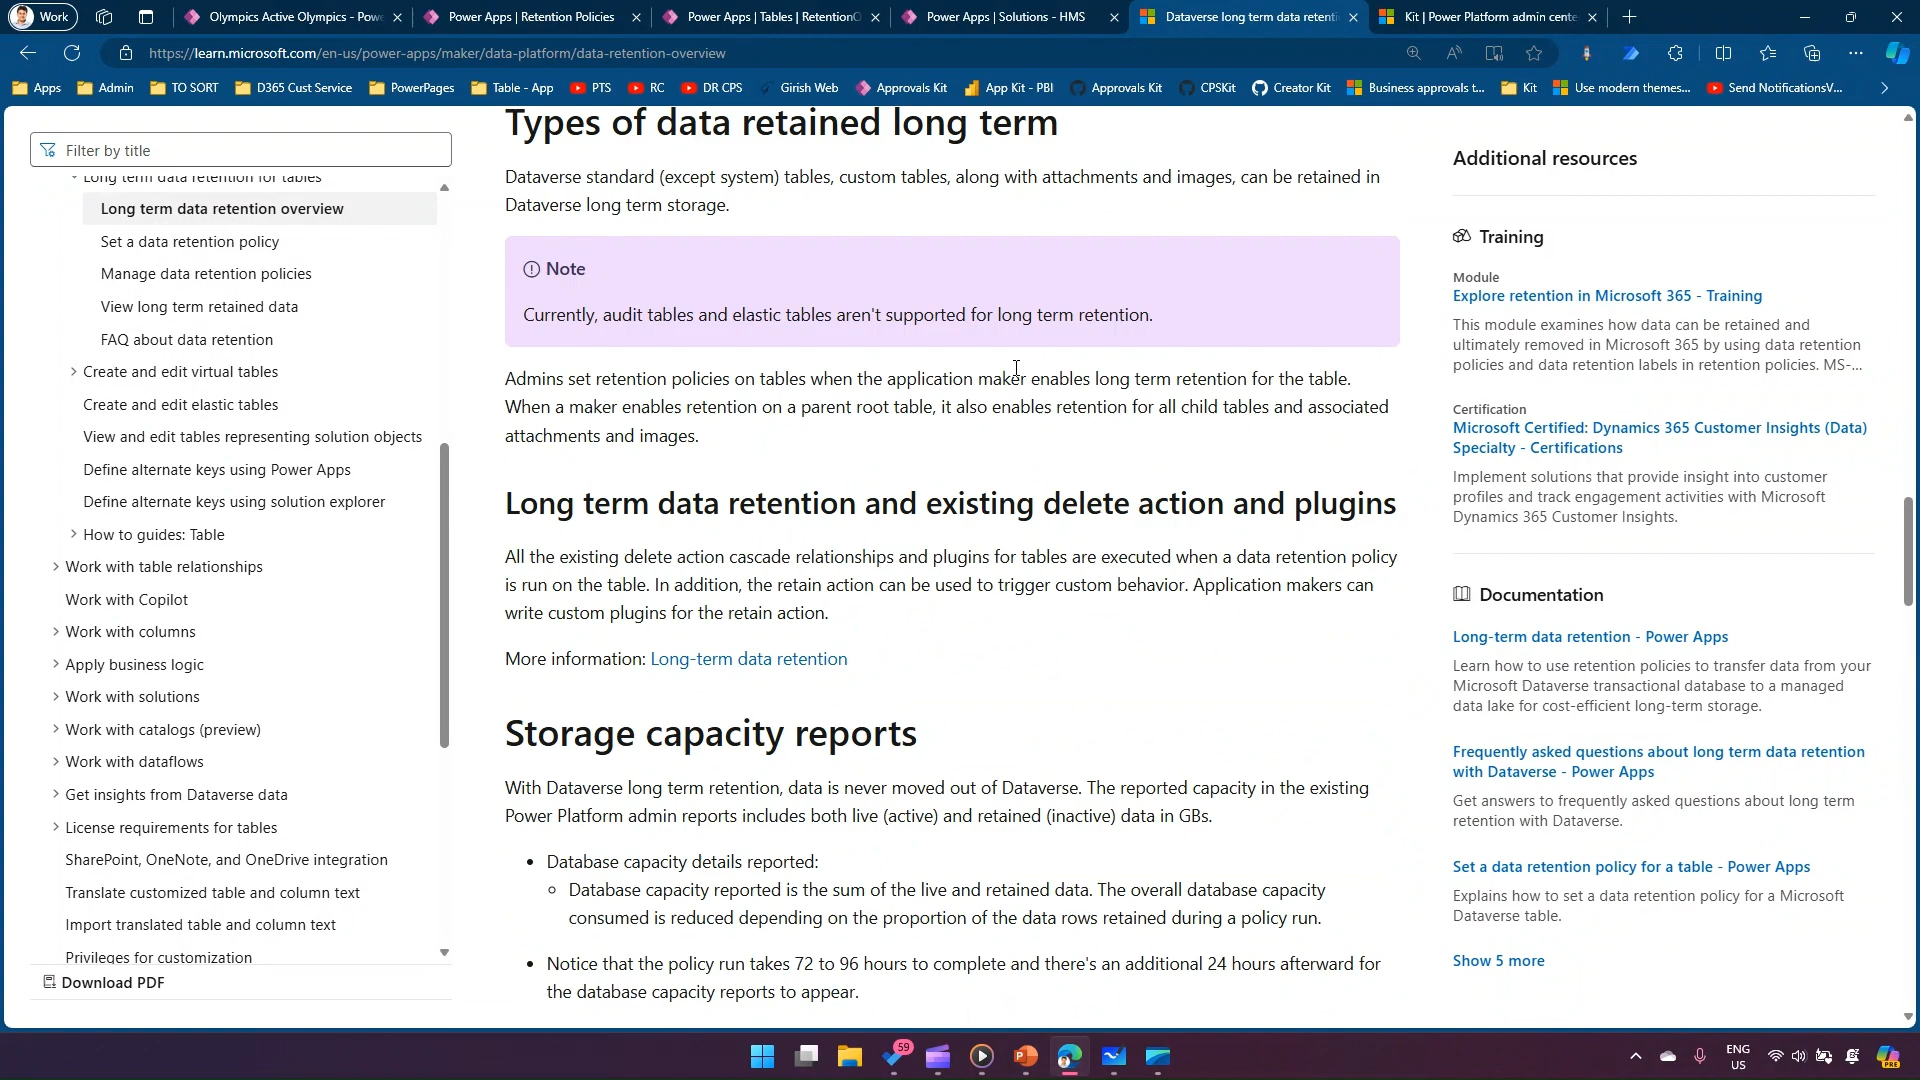 Work
Olympics Active Olympics - Powe
Power Apps | Retention Policies
Power Apps | Tables | RetentionO
Power Apps | Solutions - HMS
Dataverse long term data retenti
Kit | Power Platform admin cente
https://learn.microsoft.com/en-us/power-apps/maker/data-platform/data-retention-overview
Apps
Admin
TO SORT
D365 Cust Service
PowerPages
Table - App
PTS
RC
DR CPS
Girish Web
Approvals Kit
App Kit - PBI
Approvals Kit
CPSKit
Creator Kit
Business approvals t...
Kit
Use modern themes...
Send NotificationsV...
Filter by title
Long term data retention for tables
Long term data retention overview
Set a data retention policy
Manage data retention policies
View long term retained data
FAQ about data retention
Create and edit virtual tables
Create and edit elastic tables
View and edit tables representing solution objects
Define alternate keys using Power Apps
Define alternate keys using solution explorer
How to guides: Table
Work with table relationships
Work with Copilot
Work with columns
Apply business logic
Work with solutions
Work with catalogs (preview)
Work with dataflows
Get insights from Dataverse data
License requirements for tables
SharePoint, OneNote, and OneDrive integration
Translate customized table and column text
Import translated table and column text
Privileges for customization
Download PDF
Types of data retained long term
Dataverse standard (except system) tables, custom tables, along with attachments and images, can be retained in
Dataverse long term storage.
Note
Currently, audit tables and elastic tables aren't supported for long term retention.
Admins set retention policies on tables when the application maker enables long term retention for the table.
When a maker enables retention on a parent root table, it also enables retention for all child tables and associated
attachments and images.
Long term data retention and existing delete action and plugins
All the existing delete action cascade relationships and plugins for tables are executed when a data retention policy
is run on the table. In addition, the retain action can be used to trigger custom behavior. Application makers can
write custom plugins for the retain action.
More information: Long-term data retention
Storage capacity reports
With Dataverse long term retention, data is never moved out of Dataverse. The reported capacity in the existing
Power Platform admin reports includes both live (active) and retained (inactive) data in GBs.
• Database capacity details reported:
○ Database capacity reported is the sum of the live and retained data. The overall database capacity
consumed is reduced depending on the proportion of the data rows retained during a policy run.
• Notice that the policy run takes 72 to 96 hours to complete and there's an additional 24 hours afterward for
the database capacity reports to appear.
Additional resources
Training
Module
Explore retention in Microsoft 365 - Training
This module examines how data can be retained and
ultimately removed in Microsoft 365 by using data retention
policies and data retention labels in retention policies. MS-...
Certification
Microsoft Certified: Dynamics 365 Customer Insights (Data)
Specialty - Certifications
Implement solutions that provide insight into customer
profiles and track engagement activities with Microsoft
Dynamics 365 Customer Insights.
Documentation
Long-term data retention - Power Apps
Learn how to use retention policies to transfer data from your
Microsoft Dataverse transactional database to a managed
data lake for cost-efficient long-term storage.
Frequently asked questions about long term data retention
with Dataverse - Power Apps
Get answers to frequently asked questions about long term
retention with Dataverse.
Set a data retention policy for a table - Power Apps
Explains how to set a data retention policy for a Microsoft
Dataverse table.
Show 5 more
59
ENG
US
PRE